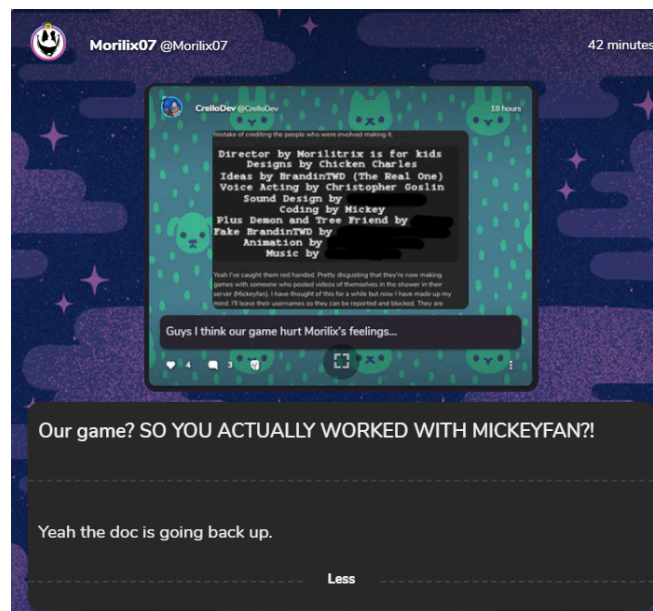 Morilix07 @Morilix07
42 minutes
CrelloDev @CrelloDev
18 hours
mistake of crediting the people who were involved making it.
Director by Morilitrix is for kids
Designs by Chicken Charles
Ideas by BrandinTWD (The Real One)
Voice Acting by Christopher Goslin
Sound Design by
Coding by Mickey
Plus Demon and Tree Friend by
Fake BrandinTWD by
Animation by
Music by
Yeah I've caught them red handed. Pretty disgusting that they're now making
games with someone who posted videos of themselves in the shower in their
server (Mickeyfan). I have thought of this for a while but now I have made up my
mind. I'll leave their usernames so they can be reported and blocked. They are
Guys I think our game hurt Morilix's feelings...
4
3
Our game? SO YOU ACTUALLY WORKED WITH MICKEYFAN?!
Yeah the doc is going back up.
Less